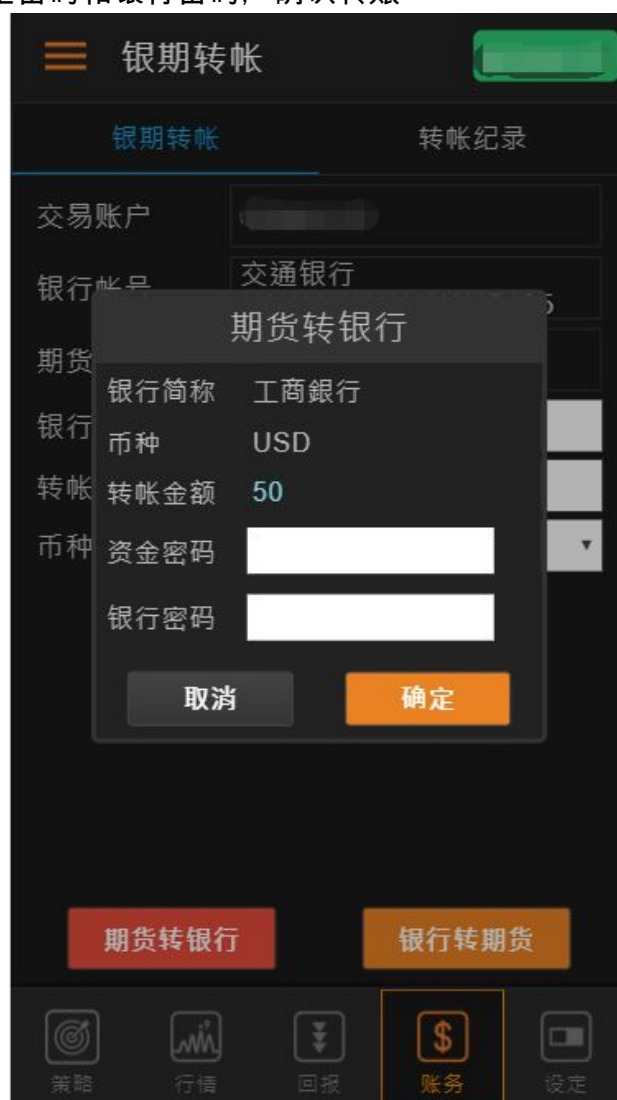 银期转帐
银期转帐 转帐纪录
交易账户
银行帐号 交通银行
5
期货转银行
期货
银行简称 工商銀行
银行
币种 USD
转帐
转帐金额 50
币种
资金密码
银行密码
取消 确定
期货转银行 银行转期货
策略 行情 回报 账务 设定